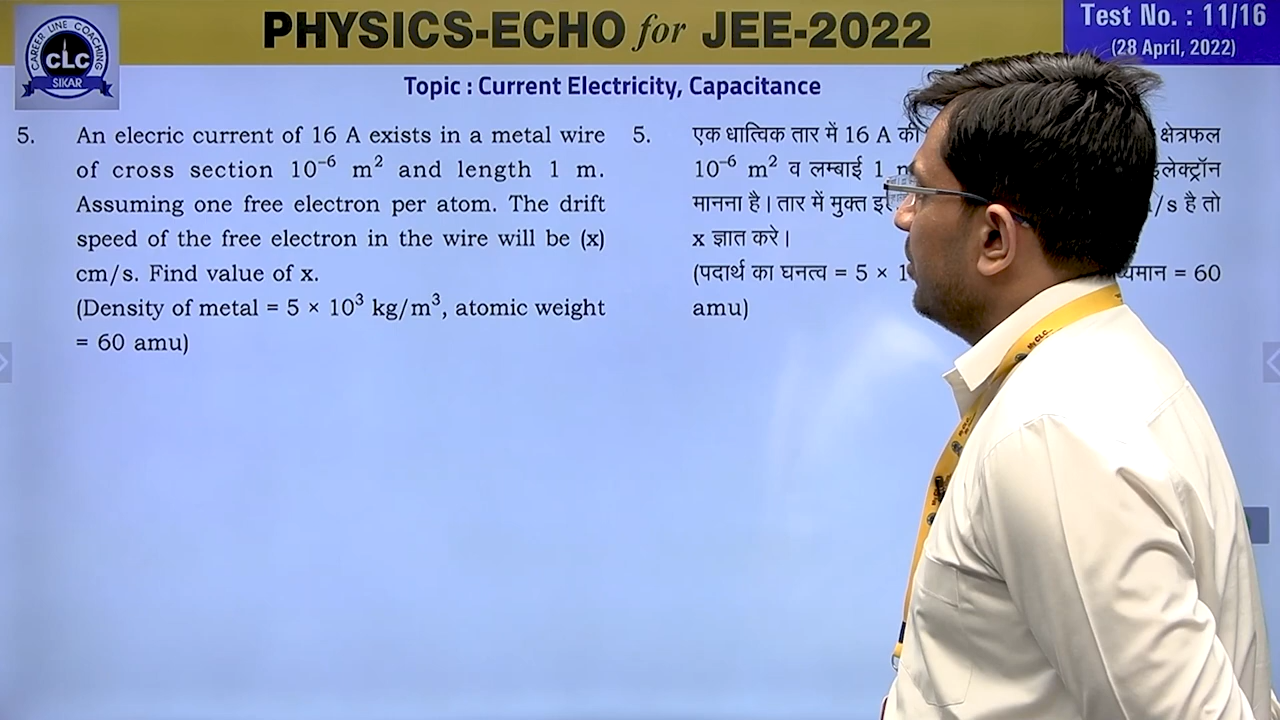 PHYSICS-ECHO for JEE-2022
Test No. : 11/16
(28 April, 2022)
CAREER LINE COACHING
CLC
SIKAR
Topic : Current Electricity, Capacitance
5. An elecric current of 16 A exists in a metal wire
of cross section 10⁻⁶ m² and length 1 m.
Assuming one free electron per atom. The drift
speed of the free electron in the wire will be (x)
cm/s. Find value of x.
(Density of metal = 5 × 10³ kg/m³, atomic weight
= 60 amu)
5. एक धात्विक तार में 16 A की क्षेत्रफल
10⁻⁶ m² व लम्बाई 1
मानना है। तार में मुक्त /s है तो
x ज्ञात करे।
(पदार्थ का घनत्व = 5 × = 60
amu)